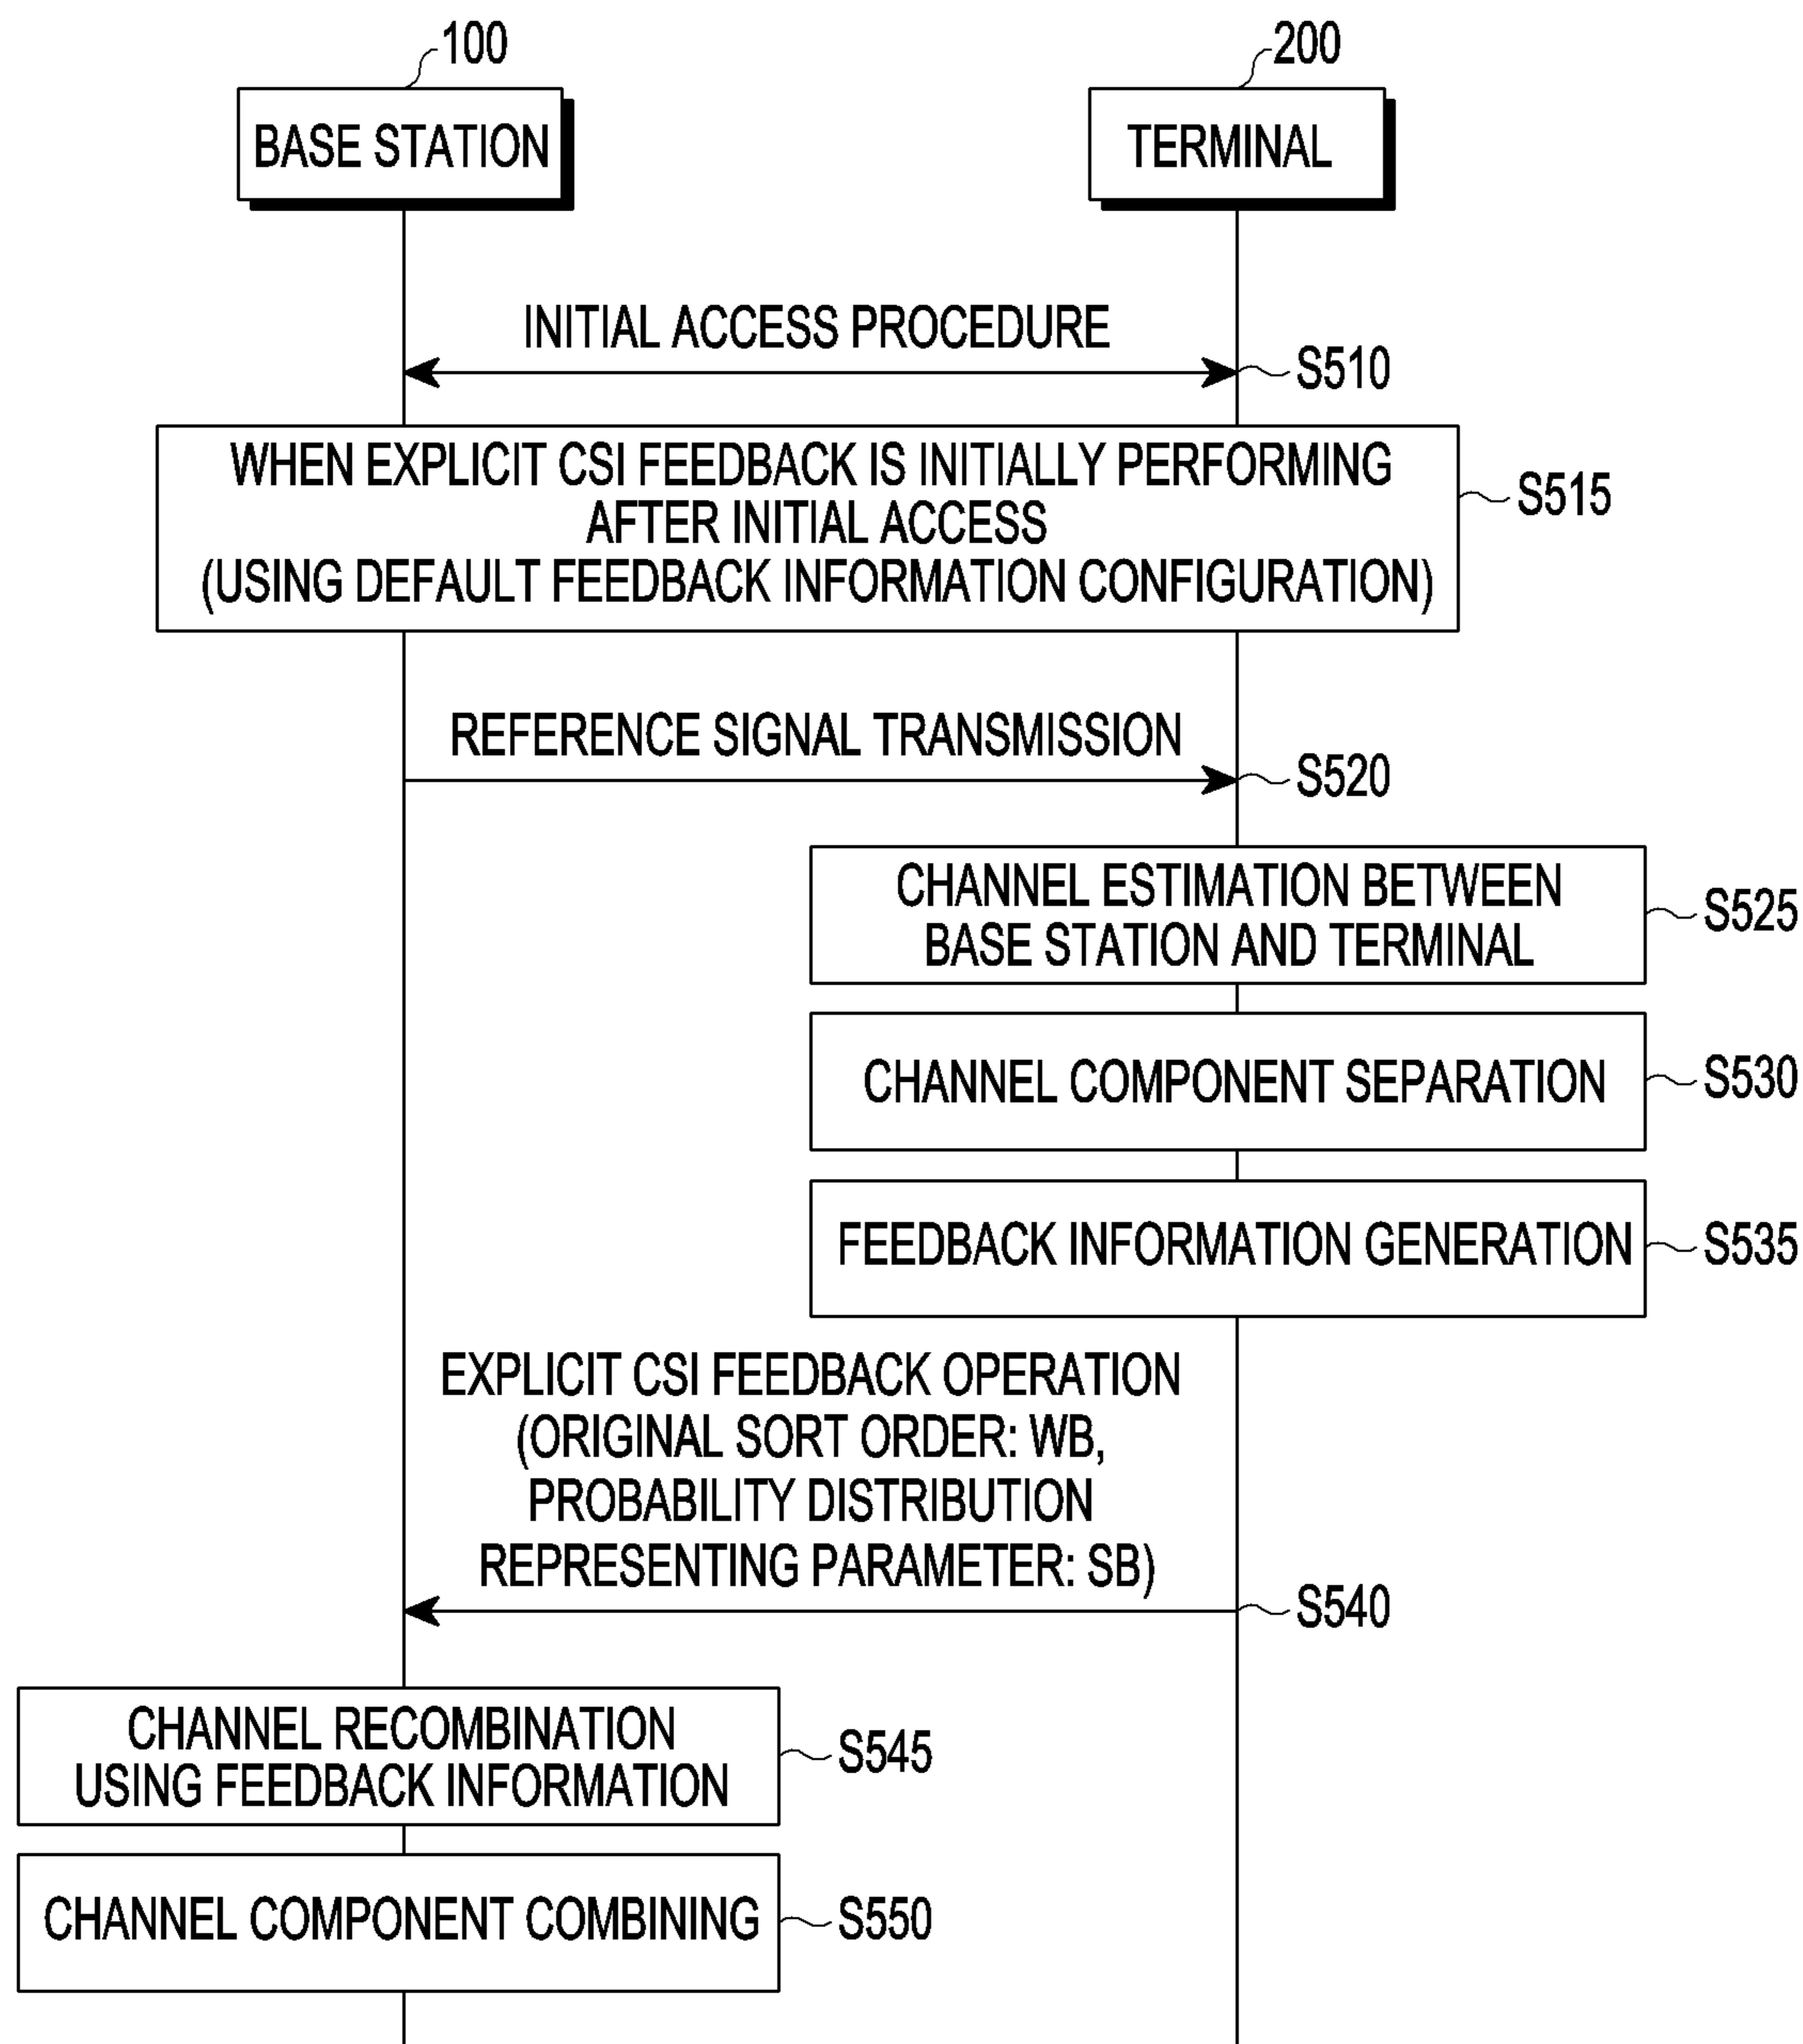 100
200
BASE STATION
TERMINAL
INITIAL ACCESS PROCEDURE
S510
WHEN EXPLICIT CSI FEEDBACK IS INITIALLY PERFORMING
AFTER INITIAL ACCESS
(USING DEFAULT FEEDBACK INFORMATION CONFIGURATION)
S515
REFERENCE SIGNAL TRANSMISSION
S520
CHANNEL ESTIMATION BETWEEN
BASE STATION AND TERMINAL
S525
CHANNEL COMPONENT SEPARATION
S530
FEEDBACK INFORMATION GENERATION
S535
EXPLICIT CSI FEEDBACK OPERATION
(ORIGINAL SORT ORDER: WB,
PROBABILITY DISTRIBUTION
REPRESENTING PARAMETER: SB)
S540
CHANNEL RECOMBINATION
USING FEEDBACK INFORMATION
S545
CHANNEL COMPONENT COMBINING
S550